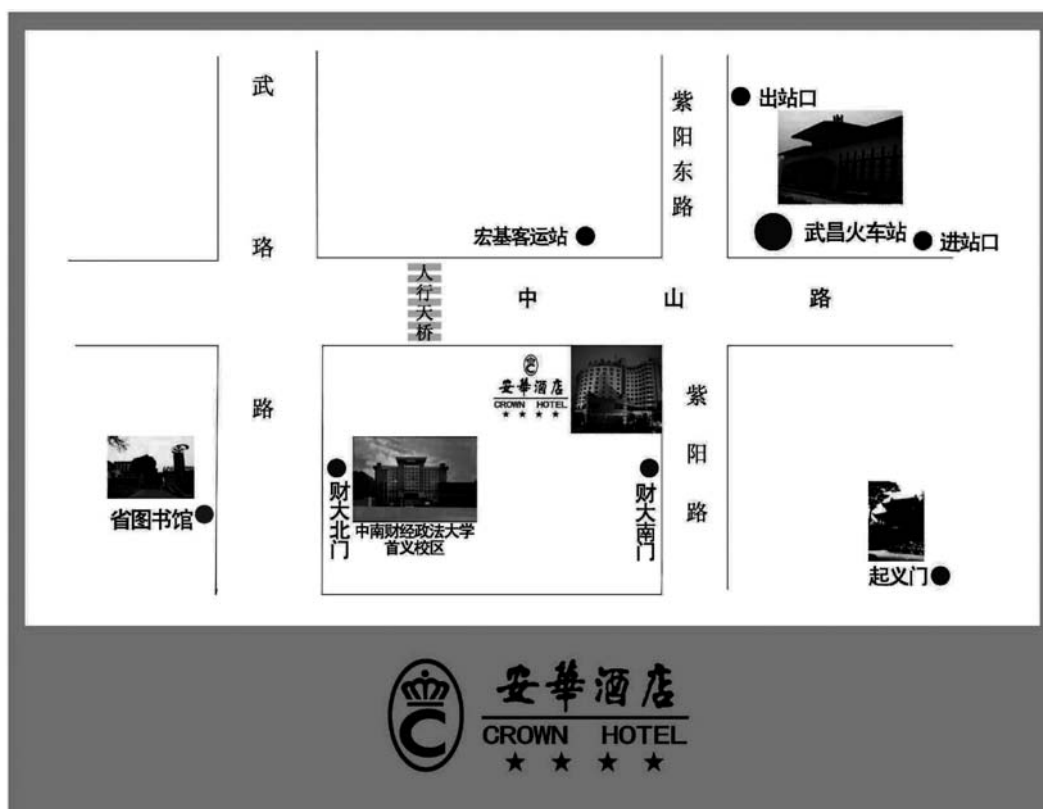 武珞路
紫阳东路
出站口
武昌火车站
进站口
宏基客运站
人行天桥
中山路
安華酒店
CROWN HOTEL
紫阳路
省图书馆
财大北门
中南财经政法大学
首义校区
财大南门
起义门
C
安華酒店
CROWN HOTEL